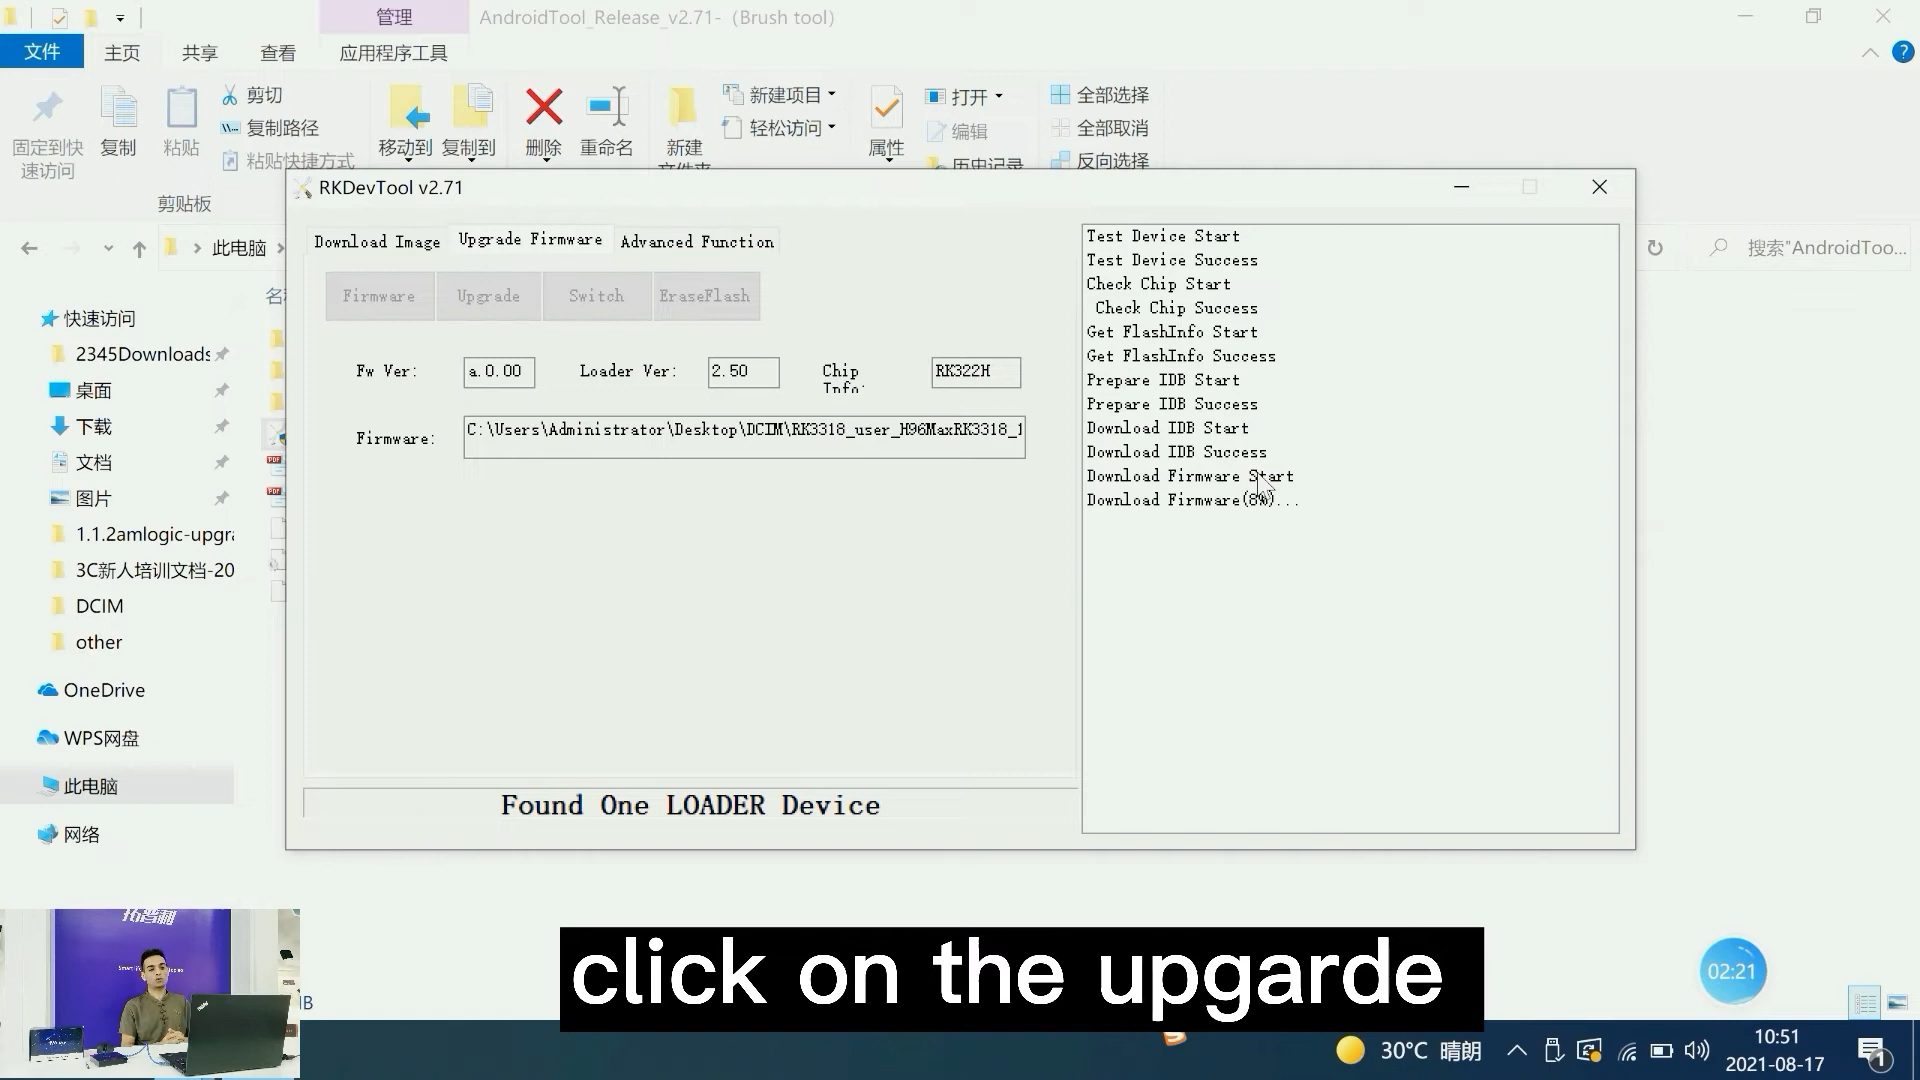 管理
AndroidTool_Release_v2.71-（Brush tool）
文件
主页
共享
查看
应用程序工具
?
固定到快
速访问
复制
粘贴
剪切
复制路径
粘贴快捷方式
剪贴板
移动到
复制到
删除
重命名
新建
新建项目
轻松访问
属性
打开
编辑
历史记录
全部选择
全部取消
反向选择
此电脑
搜索"AndroidToo...
快速访问
2345Downloads
桌面
下载
文档
图片
1.1.2amlogic-upgra
3C新人培训文档-20
DCIM
other
OneDrive
WPS网盘
此电脑
网络
PDF
PDF
RKDevTool v2.71
Download Image
Upgrade Firmware
Advanced Function
Firmware
Upgrade
Switch
EraseFlash
Fw Ver:
a.0.00
Loader Ver:
2.50
Chip
Info:
RK322H
Firmware:
C:\Users\Administrator\Desktop\DCIM\RK3318_user_H96MaxRK3318_1
Found One LOADER Device
Test Device Start
Test Device Success
Check Chip Start
Check Chip Success
Get FlashInfo Start
Get FlashInfo Success
Prepare IDB Start
Prepare IDB Success
Download IDB Start
Download IDB Success
Download Firmware Start
Download Firmware(8%)...
click on the upgarde
02:21
30°C 晴朗
10:51
2021-08-17
1